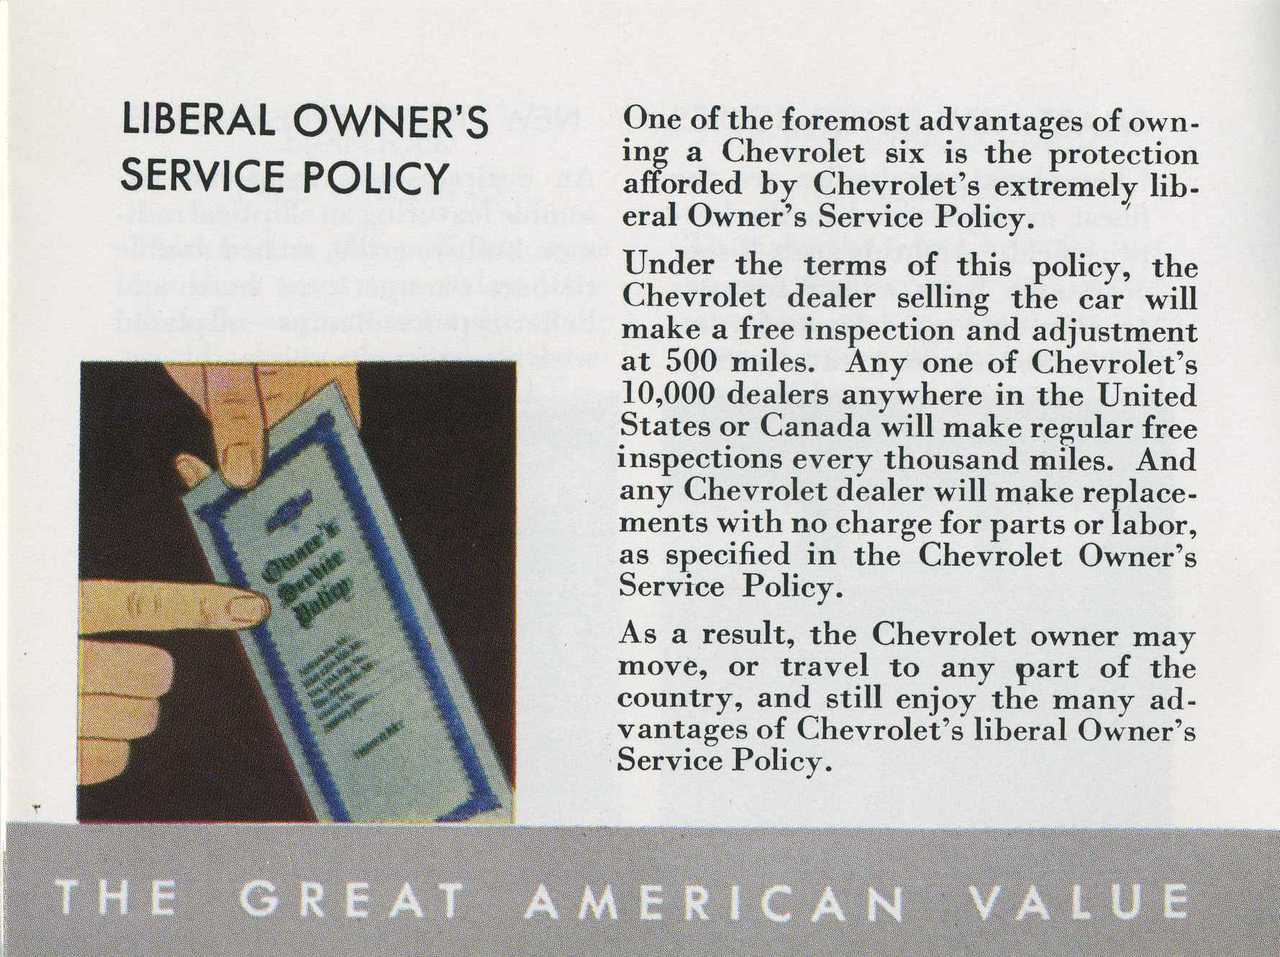 LIBERAL OWNER'S
SERVICE POLICY
One of the foremost advantages of own-
ing a Chevrolet six is the protection
afforded by Chevrolet's extremely lib-
eral Owner's Service Policy.
Under the terms of this policy, the
Chevrolet dealer selling the car will
make a free inspection and adjustment
at 500 miles. Any one of Chevrolet's
10,000 dealers anywhere in the United
States or Canada will make regular free
inspections every thousand miles. And
any Chevrolet dealer will make replace-
ments with no charge for parts or labor,
as specified in the Chevrolet Owner's
Service Policy.
As a result, the Chevrolet owner may
move, or travel to any part of the
country, and still enjoy the many ad-
vantages of Chevrolet's liberal Owner's
Service Policy.
Owner's
Service
Policy
THE GREAT AMERICAN VALUE